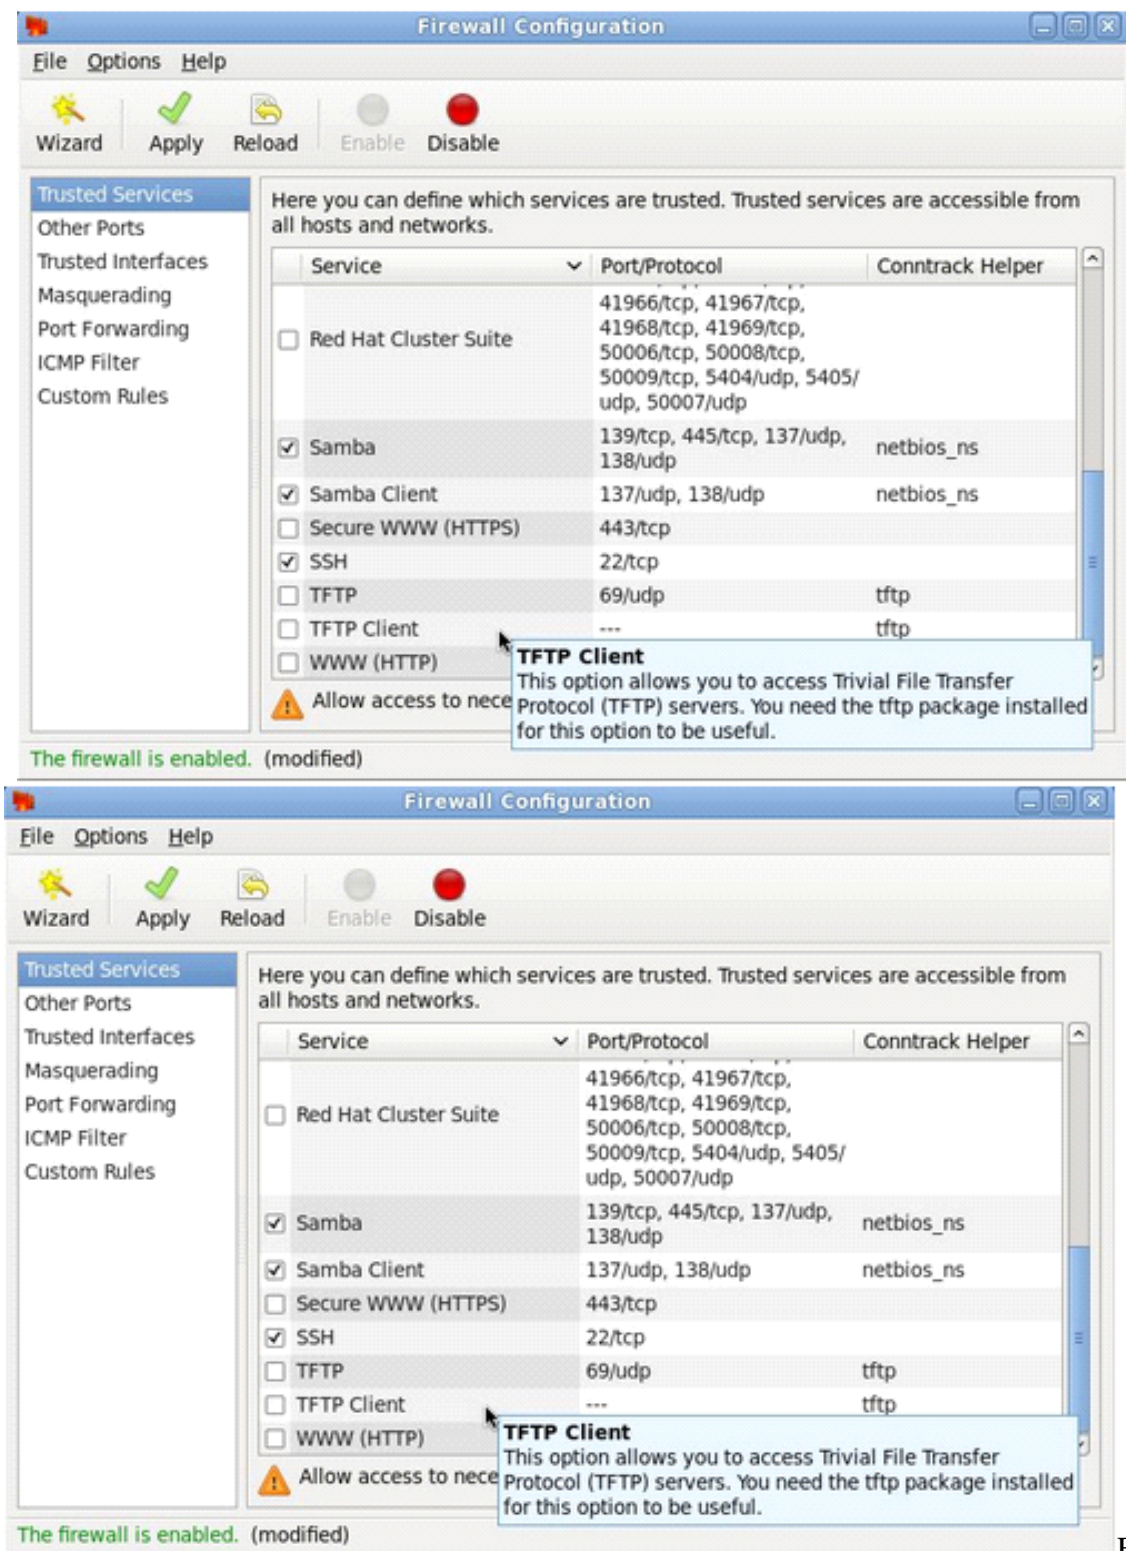 Firewall Configuration
File Options Help
Wizard Apply Reload Enable Disable
Trusted Services
Other Ports
Trusted Interfaces
Masquerading
Port Forwarding
ICMP Filter
Custom Rules
Here you can define which services are trusted. Trusted services are accessible from
all hosts and networks.
Service Port/Protocol Conntrack Helper
41966/tcp, 41967/tcp,
41968/tcp, 41969/tcp,
Red Hat Cluster Suite 50006/tcp, 50008/tcp,
50009/tcp, 5404/udp, 5405/
udp, 50007/udp
Samba 139/tcp, 445/tcp, 137/udp, netbios_ns
138/udp
Samba Client 137/udp, 138/udp netbios_ns
Secure WWW (HTTPS) 443/tcp
SSH 22/tcp
TFTP 69/udp tftp
TFTP Client --- tftp
WWW (HTTP)
Allow access to nece
TFTP Client
This option allows you to access Trivial File Transfer
Protocol (TFTP) servers. You need the tftp package installed
for this option to be useful.
The firewall is enabled. (modified)
Firewall Configuration
File Options Help
Wizard Apply Reload Enable Disable
Trusted Services
Other Ports
Trusted Interfaces
Masquerading
Port Forwarding
ICMP Filter
Custom Rules
Here you can define which services are trusted. Trusted services are accessible from
all hosts and networks.
Service Port/Protocol Conntrack Helper
41966/tcp, 41967/tcp,
41968/tcp, 41969/tcp,
Red Hat Cluster Suite 50006/tcp, 50008/tcp,
50009/tcp, 5404/udp, 5405/
udp, 50007/udp
Samba 139/tcp, 445/tcp, 137/udp, netbios_ns
138/udp
Samba Client 137/udp, 138/udp netbios_ns
Secure WWW (HTTPS) 443/tcp
SSH 22/tcp
TFTP 69/udp tftp
TFTP Client --- tftp
WWW (HTTP)
Allow access to nece
TFTP Client
This option allows you to access Trivial File Transfer
Protocol (TFTP) servers. You need the tftp package installed
for this option to be useful.
The firewall is enabled. (modified)